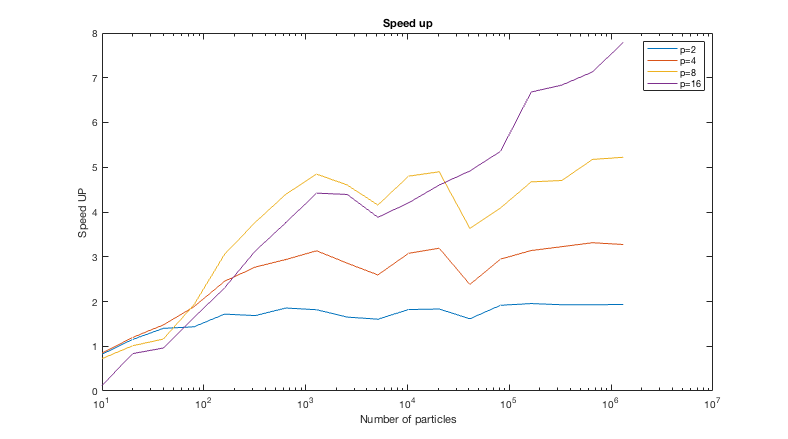 Speed up
8
7
6
5
4
3
2
1
0
Speed UP
10^1
10^2
10^3
10^4
10^5
10^6
10^7
Number of particles
p=2
p=4
p=8
p=16